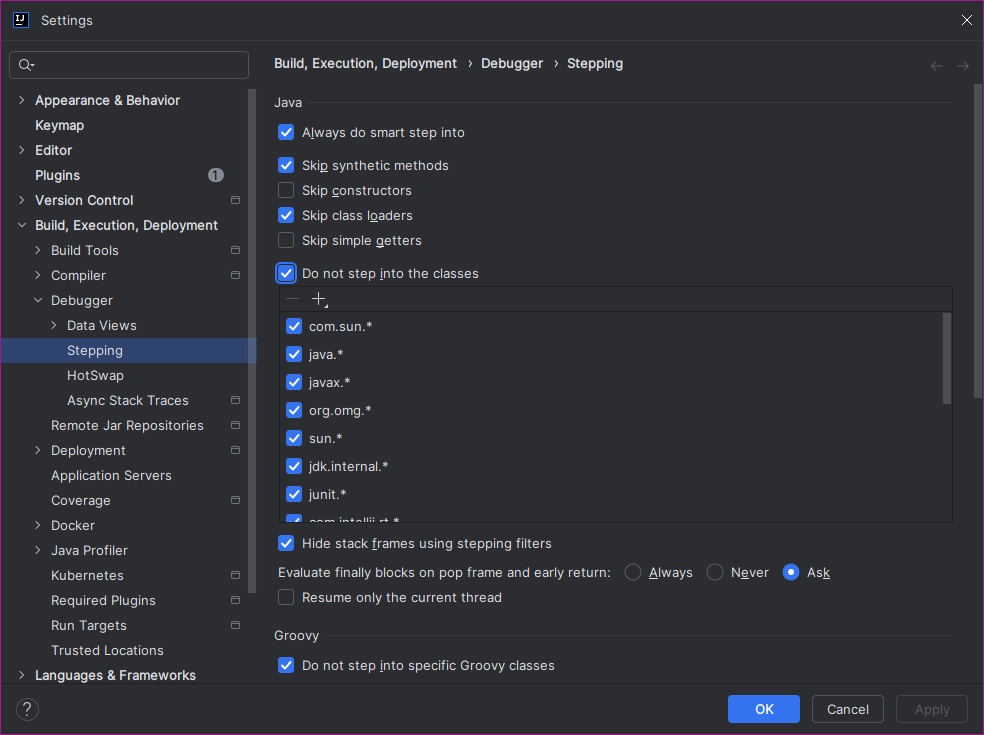 IJ
Settings
Build, Execution, Deployment › Debugger › Stepping
Appearance & Behavior
Keymap
Editor
Plugins 1
Version Control
Build, Execution, Deployment
Build Tools
Compiler
Debugger
Data Views
Stepping
HotSwap
Async Stack Traces
Remote Jar Repositories
Deployment
Application Servers
Coverage
Docker
Java Profiler
Kubernetes
Required Plugins
Run Targets
Trusted Locations
Languages & Frameworks
Java
Always do smart step into
Skip synthetic methods
Skip constructors
Skip class loaders
Skip simple getters
Do not step into the classes
com.sun.*
java.*
javax.*
org.omg.*
sun.*
jdk.internal.*
junit.*
com.intellij.rt.*
Hide stack frames using stepping filters
Evaluate finally blocks on pop frame and early return: Always Never Ask
Resume only the current thread
Groovy
Do not step into specific Groovy classes
?
OK Cancel Apply